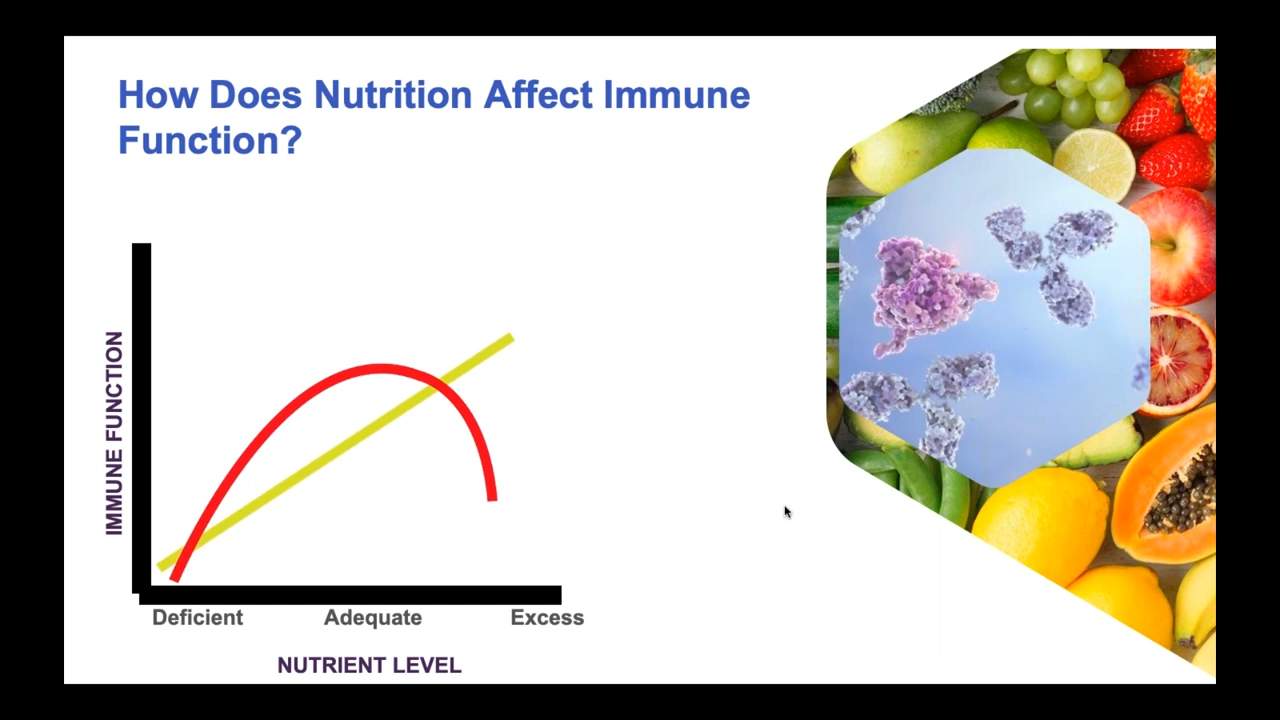 How Does Nutrition Affect Immune
Function?
IMMUNE FUNCTION
Deficient Adequate Excess
NUTRIENT LEVEL